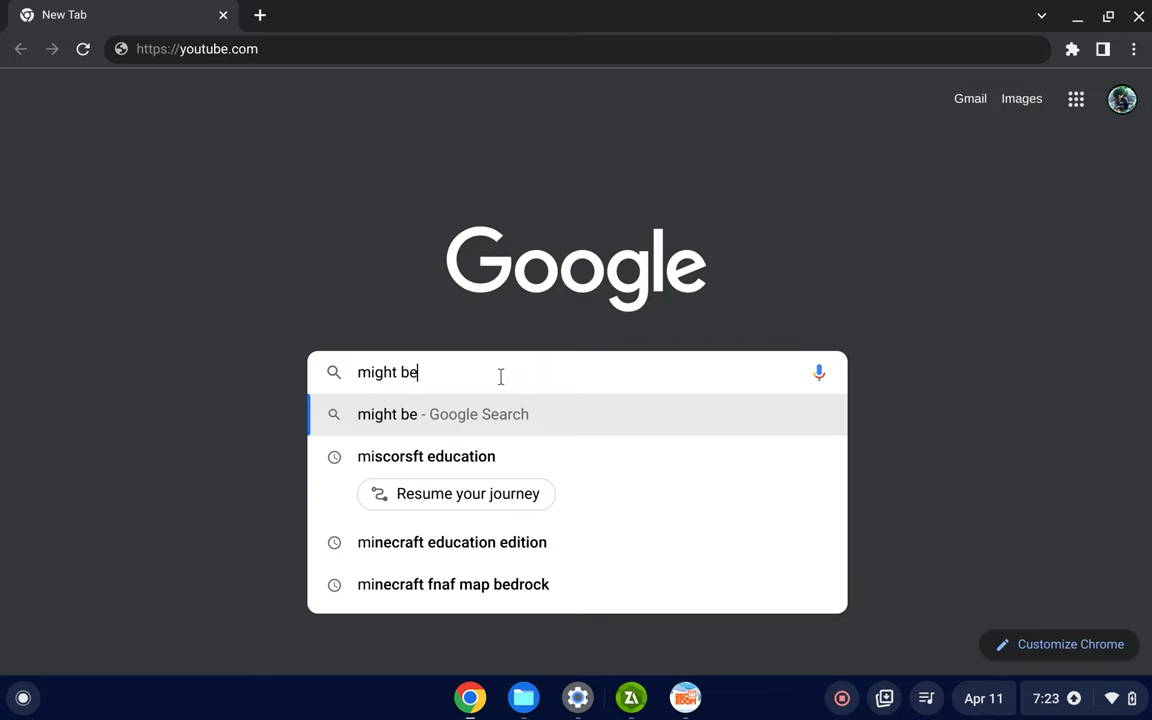 New Tab
https://youtube.com
Gmail Images
Google
might be
might be - Google Search
miscorsft education
Resume your journey
minecraft education edition
minecraft fnaf map bedrock
Customize Chrome
Apr 11 7:23